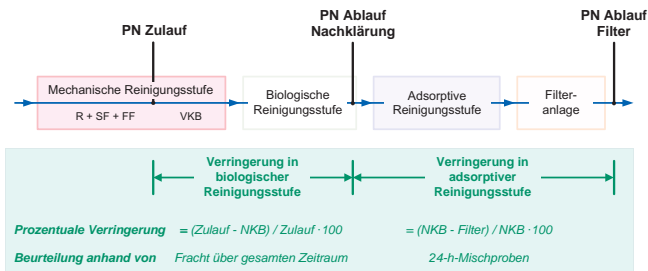 PN Zulauf
PN Ablauf
Nachklärung
PN Ablauf
Filter
Mechanische Reinigungsstufe
R + SF + FF
VKB
Biologische
Reinigungsstufe
Adsorptive
Reinigungsstufe
Filter-
anlage
Verringerung in
biologischer
Reinigungsstufe
Verringerung in
adsorptiver
Reinigungsstufe
Prozentuale Verringerung = (Zulauf - NKB) / Zulauf ·100 = (NKB - Filter) / NKB ·100
Beurteilung anhand von Fracht über gesamten Zeitraum 24-h-Mischproben